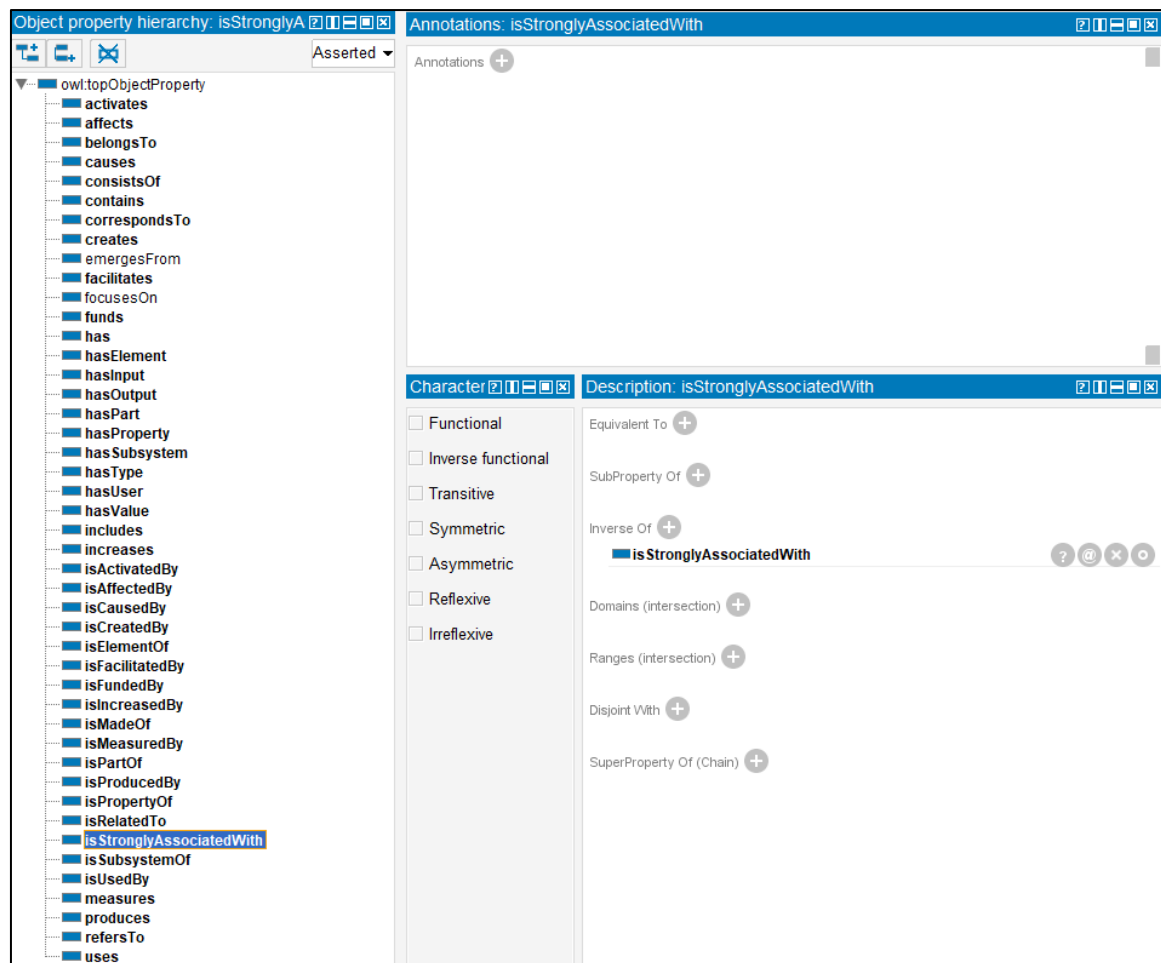 Object property hierarchy: isStronglyA
Asserted
owl:topObjectProperty
activates
affects
belongsTo
causes
consistsOf
contains
correspondsTo
creates
emergesFrom
facilitates
focusesOn
funds
has
hasElement
hasInput
hasOutput
hasPart
hasProperty
hasSubsystem
hasType
hasUser
hasValue
includes
increases
isActivatedBy
isAffectedBy
isCausedBy
isCreatedBy
isElementOf
isFacilitatedBy
isFundedBy
isIncreasedBy
isMadeOf
isMeasuredBy
isPartOf
isProducedBy
isPropertyOf
isRelatedTo
isStronglyAssociatedWith
isSubsystemOf
isUsedBy
measures
produces
refersTo
uses
Annotations: isStronglyAssociatedWith
Annotations
Character
Functional
Inverse functional
Transitive
Symmetric
Asymmetric
Reflexive
Irreflexive
Description: isStronglyAssociatedWith
Equivalent To
SubProperty Of
Inverse Of
isStronglyAssociatedWith
Domains (intersection)
Ranges (intersection)
Disjoint With
SuperProperty Of (Chain)